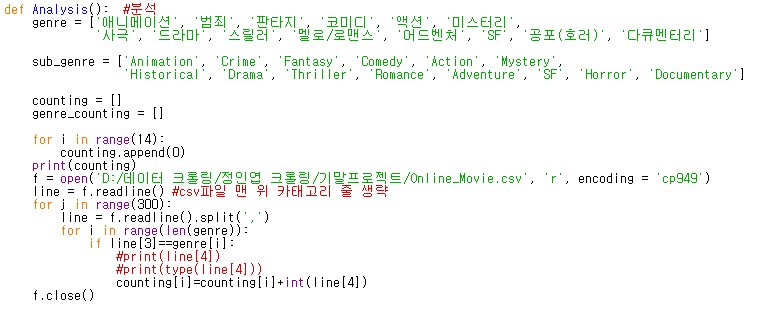 def Analysis():  #분석
    genre = ['애니메이션', '범죄', '판타지', '코미디', '액션', '미스터리',
             '사극', '드라마', '스릴러', '멜로/로맨스', '어드벤처', 'SF', '공포(호러)', '다큐멘터리']
    sub_genre = ['Animation', 'Crime', 'Fantasy', 'Comedy', 'Action', 'Mystery',
                 'Historical', 'Drama', 'Thriller', 'Romance', 'Adventure', 'SF', 'Horror', 'Documentary']
    counting = []
    genre_counting = []
    for i in range(14):
        counting.append(0)
    print(counting)
    f = open('D:/데이터 크롤링/정인엽 크롤링/기말프로젝트/Online_Movie.csv', 'r', encoding = 'cp949')
    line = f.readline() #csv파일 맨 위 카태고리 줄 생략
    for j in range(300):
        line = f.readline().split(',')
        for i in range(len(genre)):
            if line[3]==genre[i]:
                #print(line[4])
                #print(type(line[4]))
                counting[i]=counting[i]+int(line[4])
    f.close()